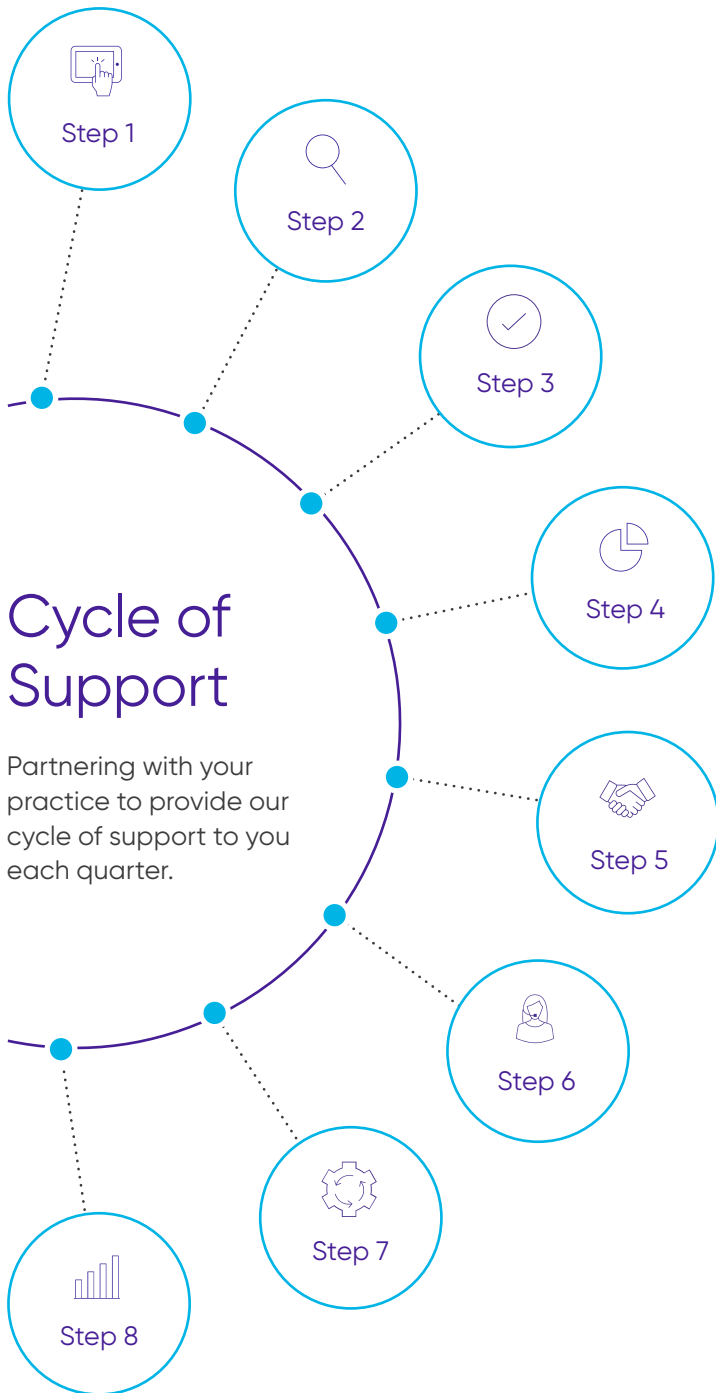 Step 1
Step 2
Step 3
Step 4
Cycle of
Support
Partnering with your
practice to provide our
cycle of support to you
each quarter.
Step 5
Step 6
Step 7
Step 8